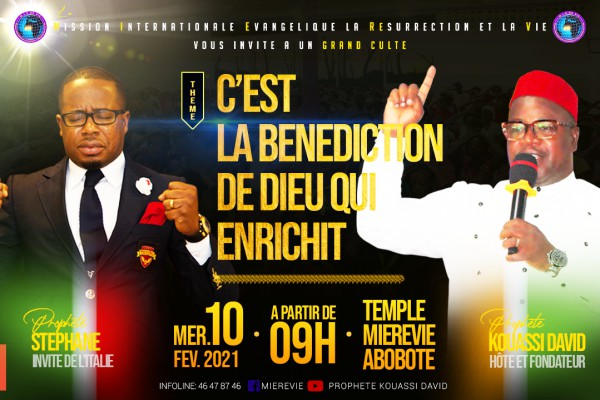 Mission Internationale Evangelique la Resurrection et la Vie
VOUS INVITE A UN GRAND CULTE
THEME
C'EST
LA BENEDICTION
DE DIEU QUI
ENRICHIT
Prophète
STEPHANE
INVITE DE L'ITALIE
MER. 10
FEV. 2021
A PARTIR DE
09H
TEMPLE
MIEREVIE
ABOBOTE
Prophète
KOUASSI DAVID
HÔTE ET FONDATEUR
INFOLINE: 46 47 87 46 MIEREVIE PROPHETE KOUASSI DAVID